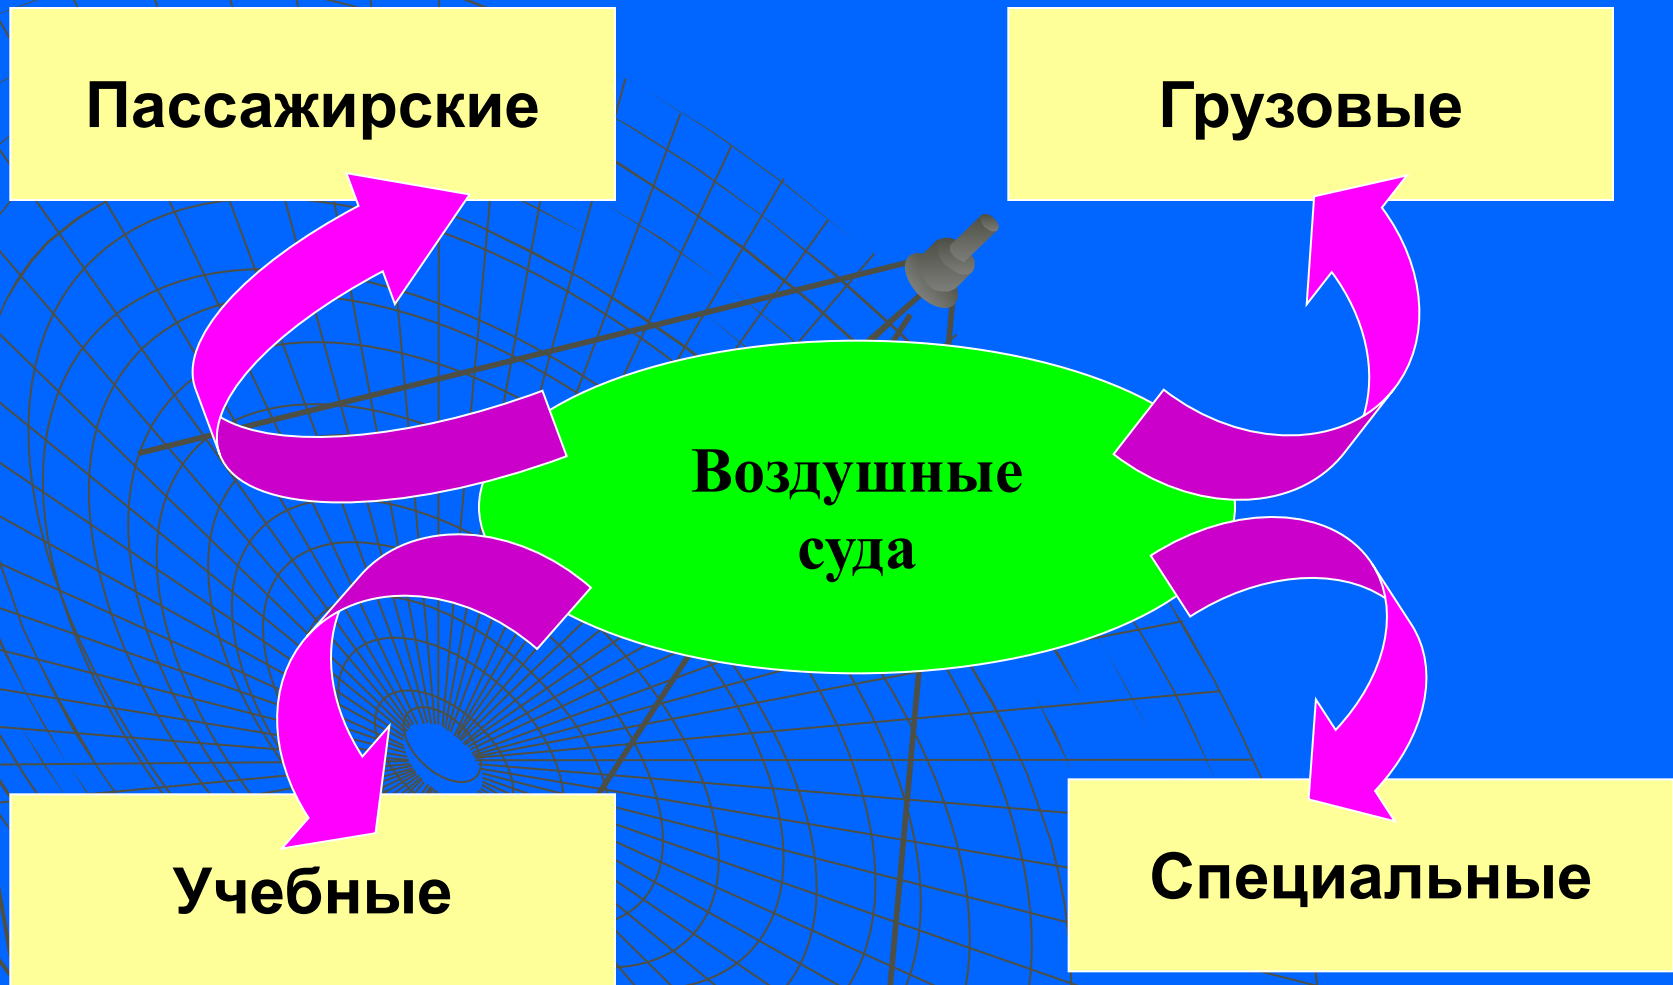 Пассажирские
Грузовые
Воздушные
суда
Учебные
Специальные